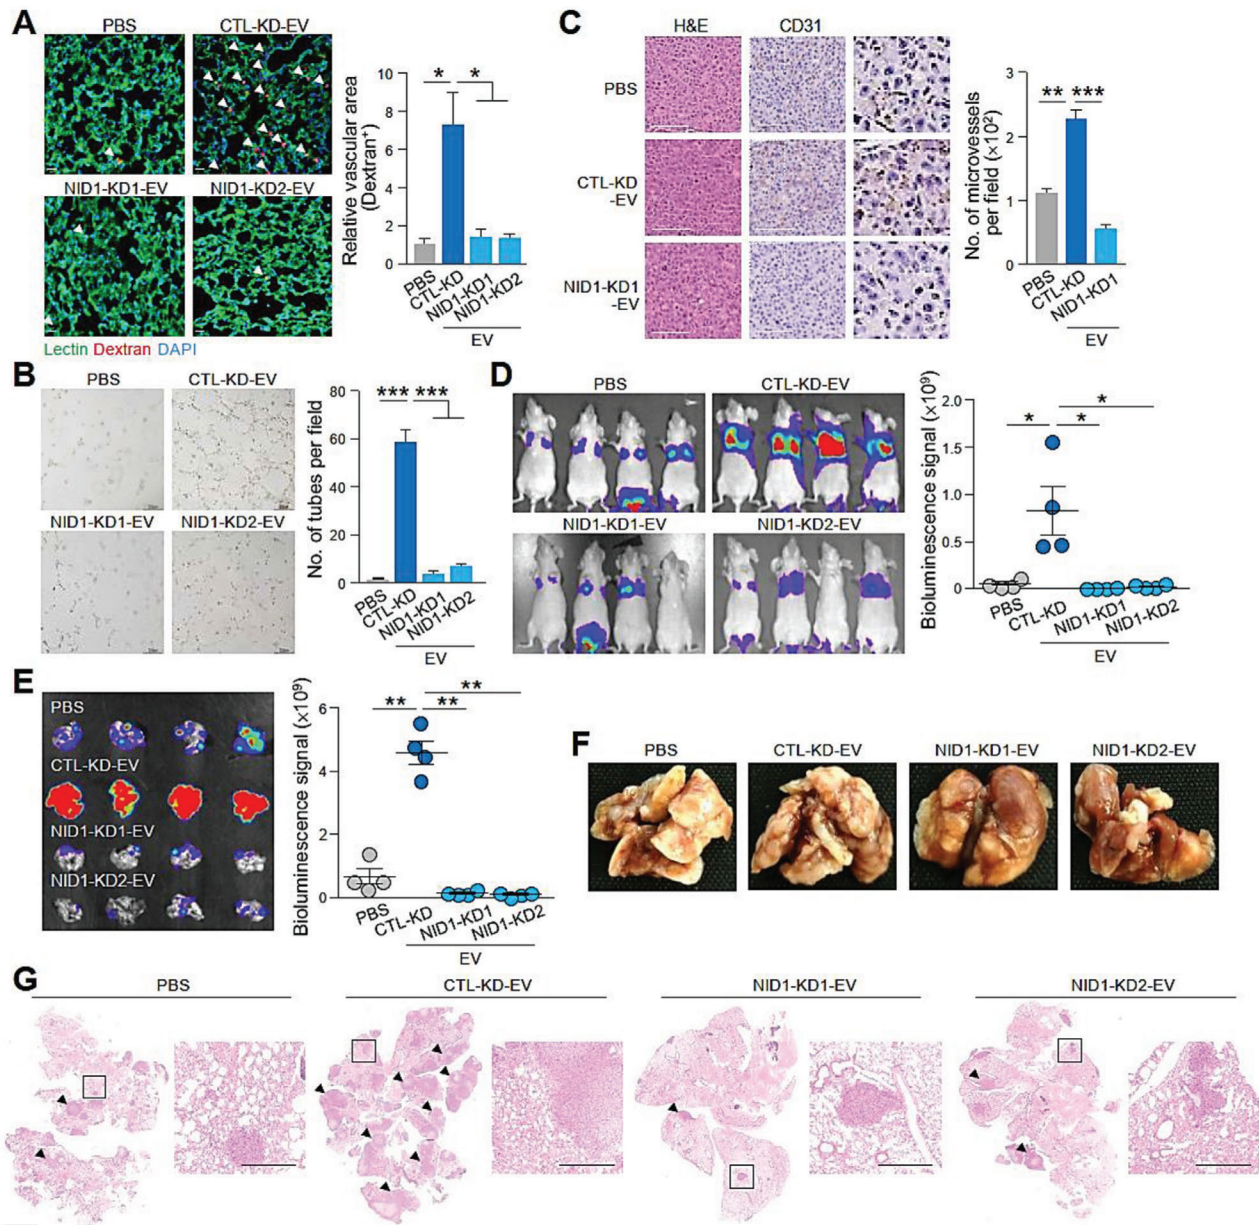 A
PBS
CTL-KD-EV
NID1-KD1-EV
NID1-KD2-EV
Lectin Dextran DAPI
Relative vascular area
(Dextran⁺)
10
8
6
4
2
0
*
*
PBS
CTL-KD
NID1-KD1
NID1-KD2
EV
C
H&E
CD31
PBS
CTL-KD
-EV
NID1-KD1
-EV
No. of microvessels
per field (×10²)
3
2
1
0
**
***
PBS
CTL-KD
NID1-KD1
EV
B
PBS
CTL-KD-EV
NID1-KD1-EV
NID1-KD2-EV
No. of tubes per field
80
60
40
20
0
***
***
PBS
CTL-KD
NID1-KD1
NID1-KD2
EV
D
PBS
CTL-KD-EV
NID1-KD1-EV
NID1-KD2-EV
Bioluminescence signal (×10⁹)
2.0
1.5
1.0
0.5
0
*
*
*
PBS
CTL-KD
NID1-KD1
NID1-KD2
EV
E
PBS
CTL-KD-EV
NID1-KD1-EV
NID1-KD2-EV
Bioluminescence signal (×10⁹)
6
4
2
0
**
**
**
PBS
CTL-KD
NID1-KD1
NID1-KD2
EV
F
PBS
CTL-KD-EV
NID1-KD1-EV
NID1-KD2-EV
G
PBS
CTL-KD-EV
NID1-KD1-EV
NID1-KD2-EV